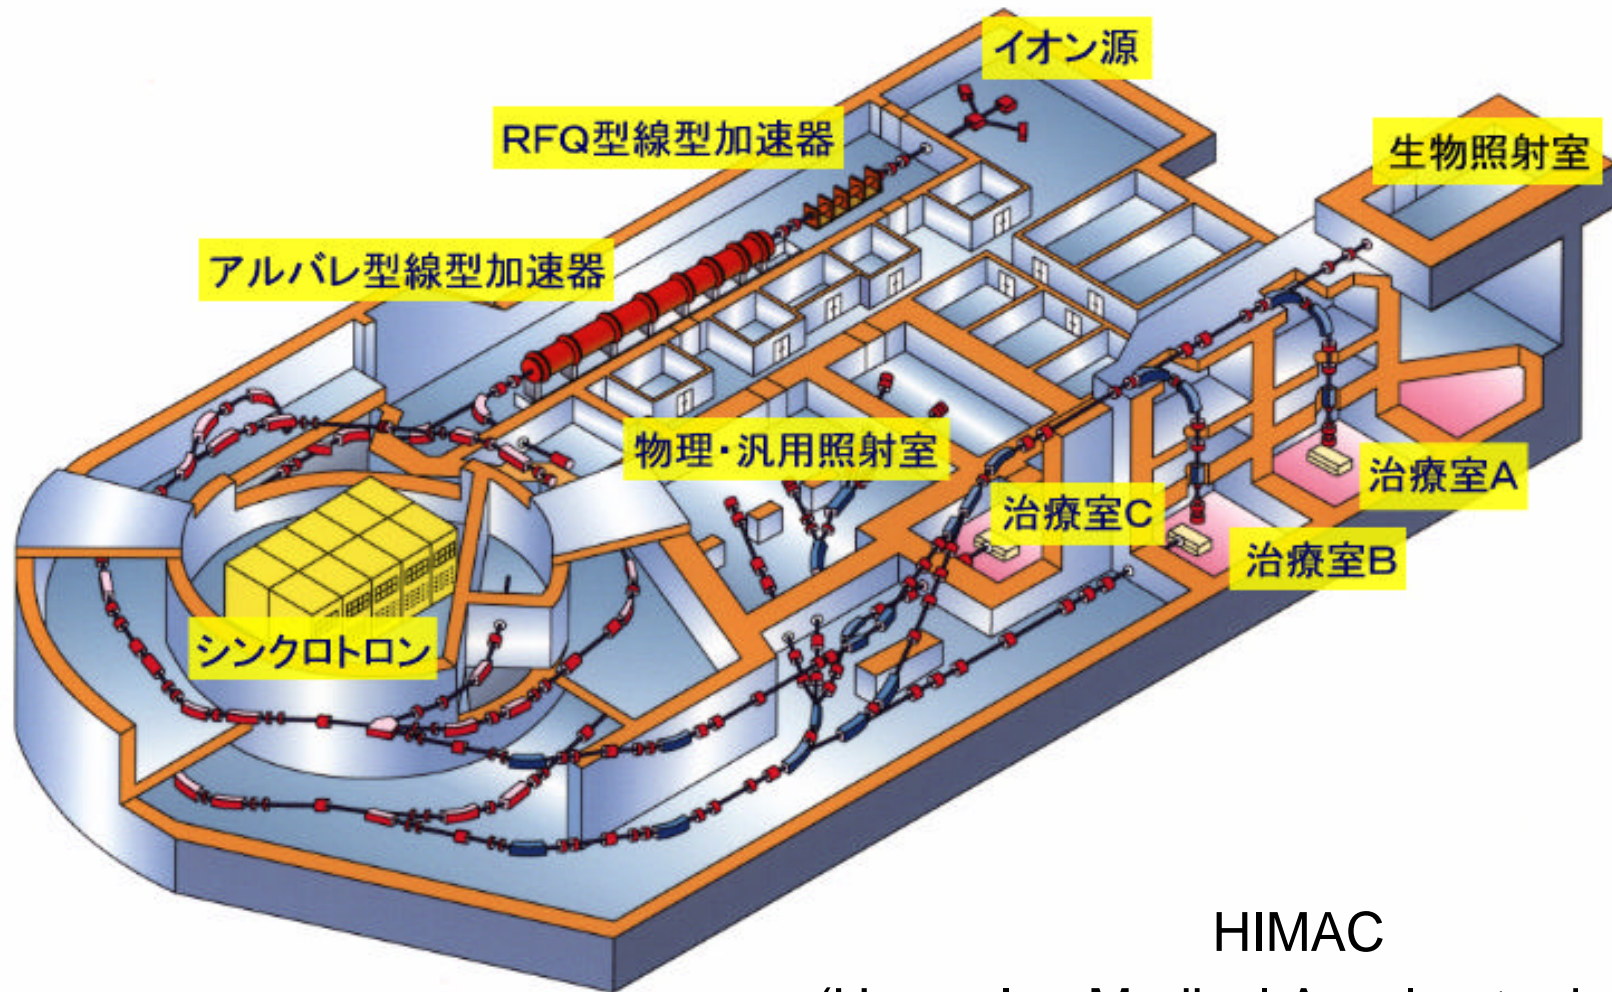 イオン源
RFQ型線型加速器
生物照射室
アルバレ型線型加速器
物理・汎用照射室
治療室A
治療室C
治療室B
シンクロトロン
HIMAC